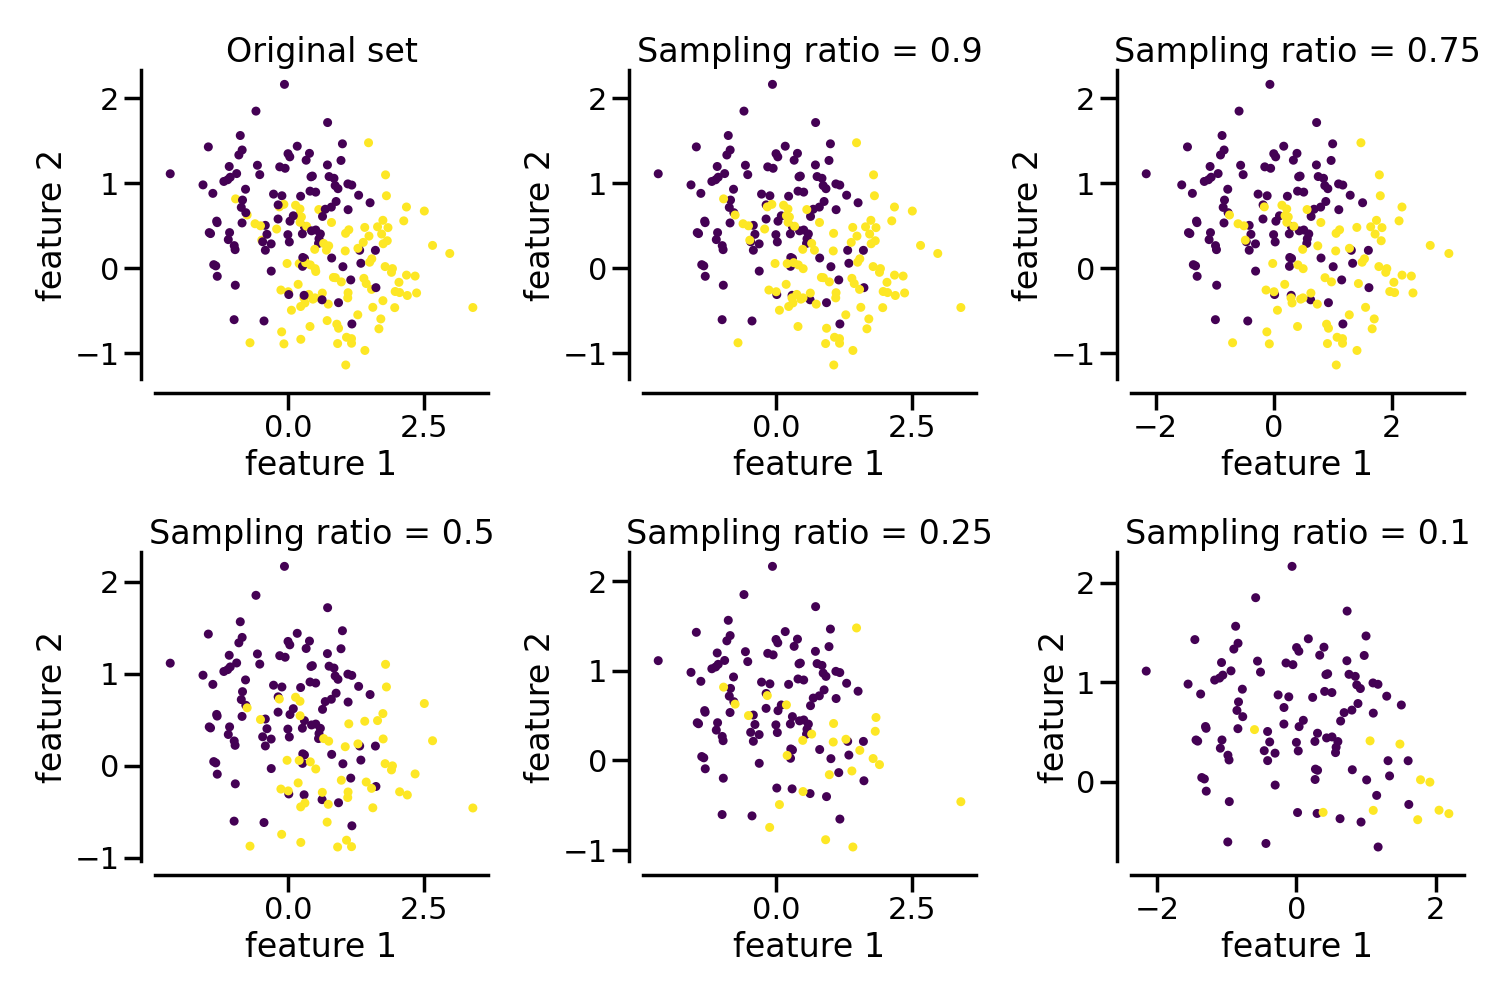 Original set
2
1
0
−1
feature 2
0.0 2.5
feature 1
Sampling ratio = 0.9
2
1
0
−1
feature 2
0.0 2.5
feature 1
Sampling ratio = 0.75
2
1
0
−1
feature 2
−2 0 2
feature 1
Sampling ratio = 0.5
2
1
0
−1
feature 2
0.0 2.5
feature 1
Sampling ratio = 0.25
2
1
0
−1
feature 2
0.0 2.5
feature 1
Sampling ratio = 0.1
2
1
0
feature 2
−2 0 2
feature 1